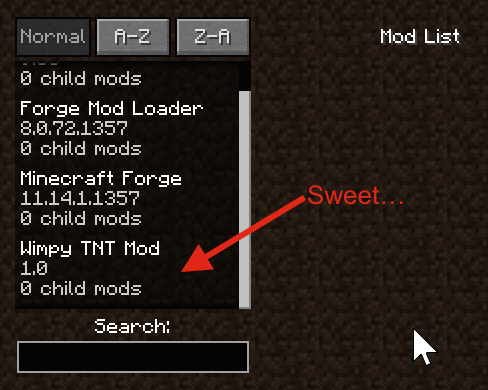 Normal A-Z Z-A Mod List
0 child mods
Forge Mod Loader
8.0.72.1357
0 child mods
Minecraft Forge
11.14.1.1357
0 child mods
Sweet...
Wimpy TNT Mod
1.0
0 child mods
Search: